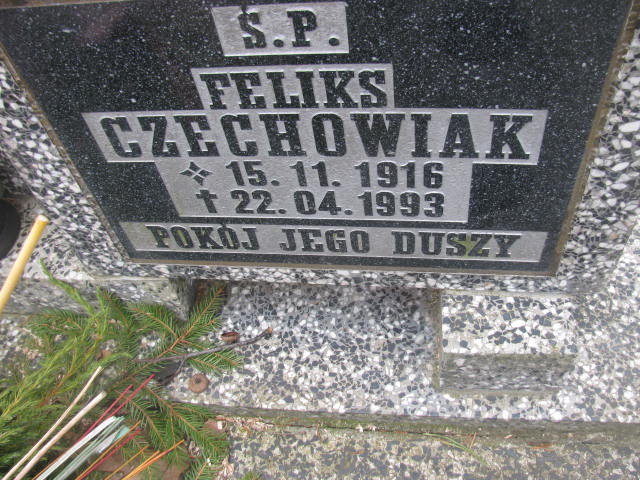 Ś.P.
FELIKS
CZECHOWIAK
15. 11. 1916
✝ 22. 04. 1993
POKÓJ JEGO DUSZY